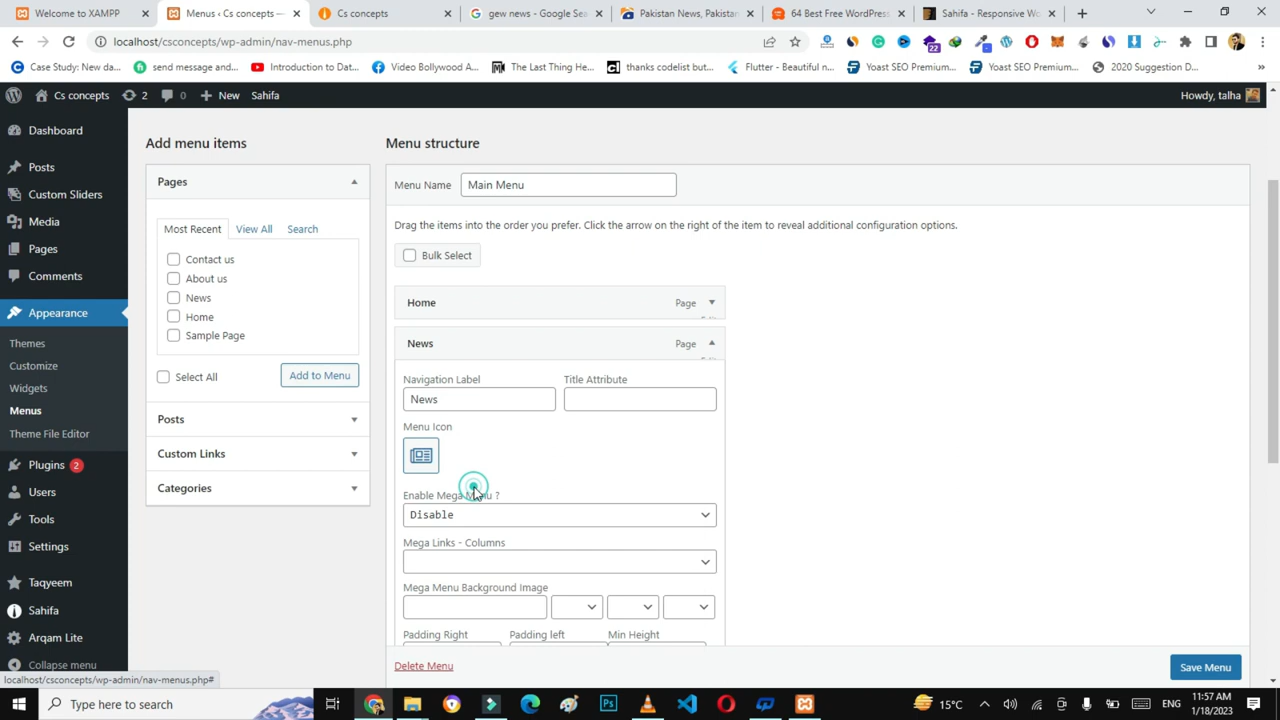 Welcome to XAMPP
Menus ‹ Cs concepts —
Cs concepts
gew news - Google Sea
Pakistan News, Pakistan
64 Best Free WordPress
Sahifa - Responsive Wo
localhost/csconcepts/wp-admin/nav-menus.php
22
Case Study: New da...
send message and...
Introduction to Dat...
Video Bollywood A...
The Last Thing He...
thanks codelist but...
Flutter - Beautiful n...
Yoast SEO Premium...
Yoast SEO Premium...
2020 Suggestion D...
Cs concepts
2
0
New
Sahifa
Howdy, talha
Dashboard
Posts
Custom Sliders
Media
Pages
Comments
Appearance
Themes
Customize
Widgets
Menus
Theme File Editor
Plugins 2
Users
Tools
Settings
Taqyeem
Sahifa
Arqam Lite
Collapse menu
Add menu items
Pages
Most Recent
View All
Search
Contact us
About us
News
Home
Sample Page
Select All
Add to Menu
Posts
Custom Links
Categories
Menu structure
Menu Name
Main Menu
Drag the items into the order you prefer. Click the arrow on the right of the item to reveal additional configuration options.
Bulk Select
Home
Page
News
Page
Navigation Label
Title Attribute
News
Menu Icon
Enable Mega Menu ?
Disable
Mega Links - Columns
Mega Menu Background Image
Padding Right
Padding left
Min Height
Delete Menu
Save Menu
localhost/csconcepts/wp-admin/nav-menus.php#
Type here to search
15°C
ENG
11:57 AM
1/18/2023